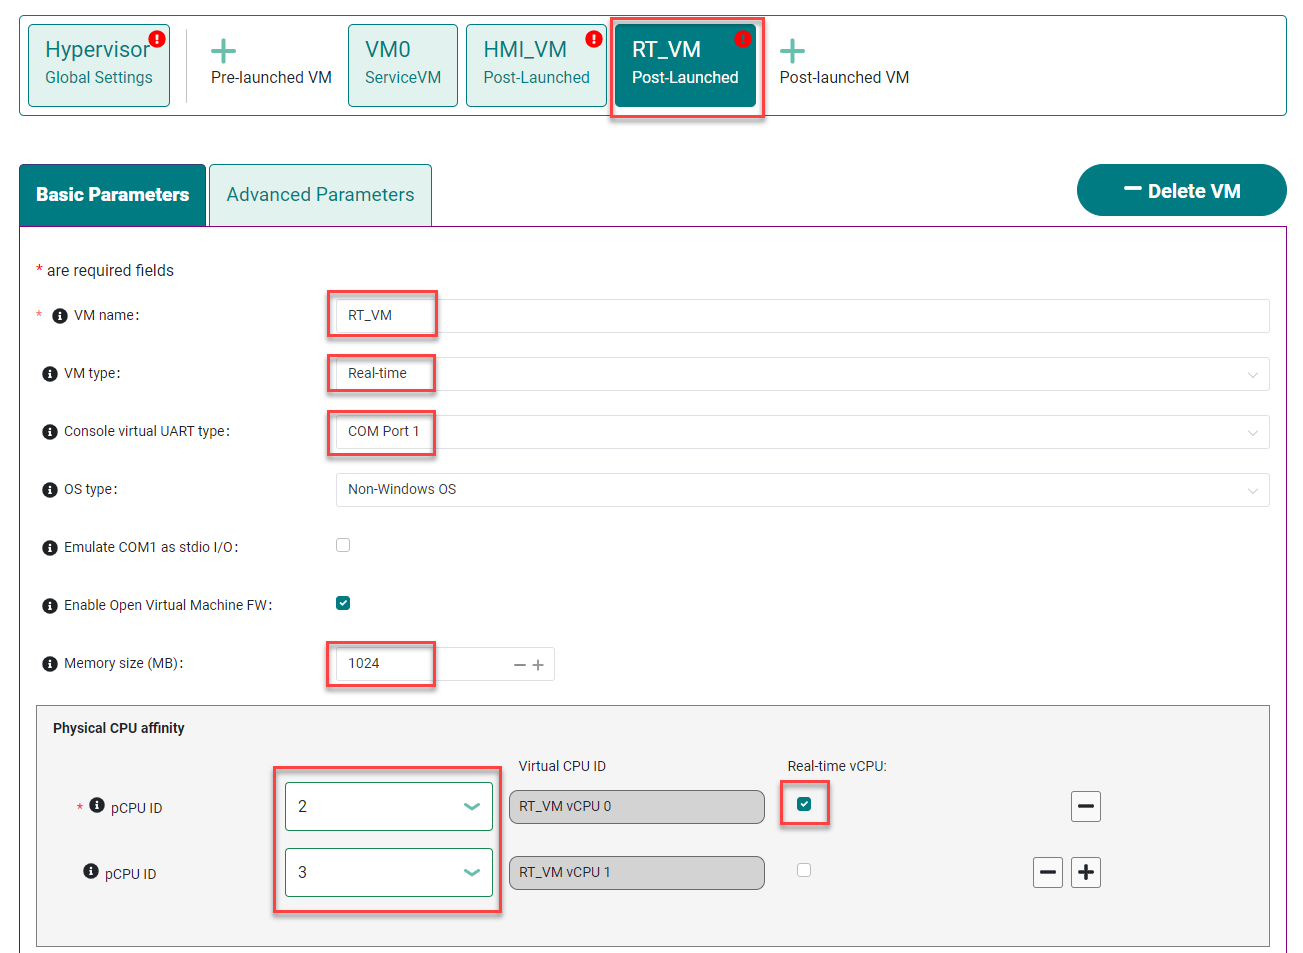 Hypervisor
Global Settings
Pre-launched VM
VM0
ServiceVM
HMI_VM
Post-Launched
RT_VM
Post-Launched
Post-launched VM
Basic Parameters
Advanced Parameters
Delete VM
* are required fields
* VM name:
RT_VM
VM type:
Real-time
Console virtual UART type:
COM Port 1
OS type:
Non-Windows OS
Emulate COM1 as stdio I/O:
Enable Open Virtual Machine FW:
Memory size (MB):
1024
Physical CPU affinity
Virtual CPU ID
Real-time vCPU:
* pCPU ID
2
RT_VM vCPU 0
pCPU ID
3
RT_VM vCPU 1